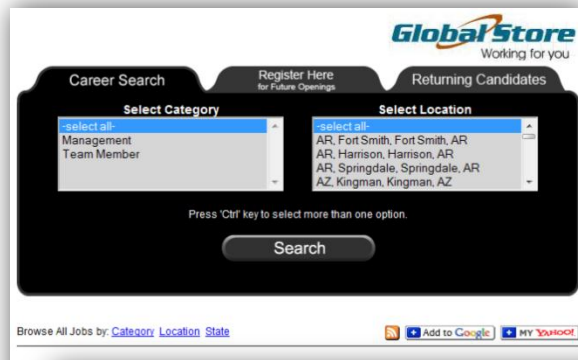 Global Store
Working for you
Career Search
Register Here
for Future Openings
Returning Candidates
Select Category
-select all-
Management
Team Member
Select Location
-select all-
AR, Fort Smith, Fort Smith, AR
AR, Harrison, Harrison, AR
AR, Springdale, Springdale, AR
AZ, Kingman, Kingman, AZ
Press 'Ctrl' key to select more than one option.
Search
Browse All Jobs by: Category Location State
Add to Google
MY YAHOO!